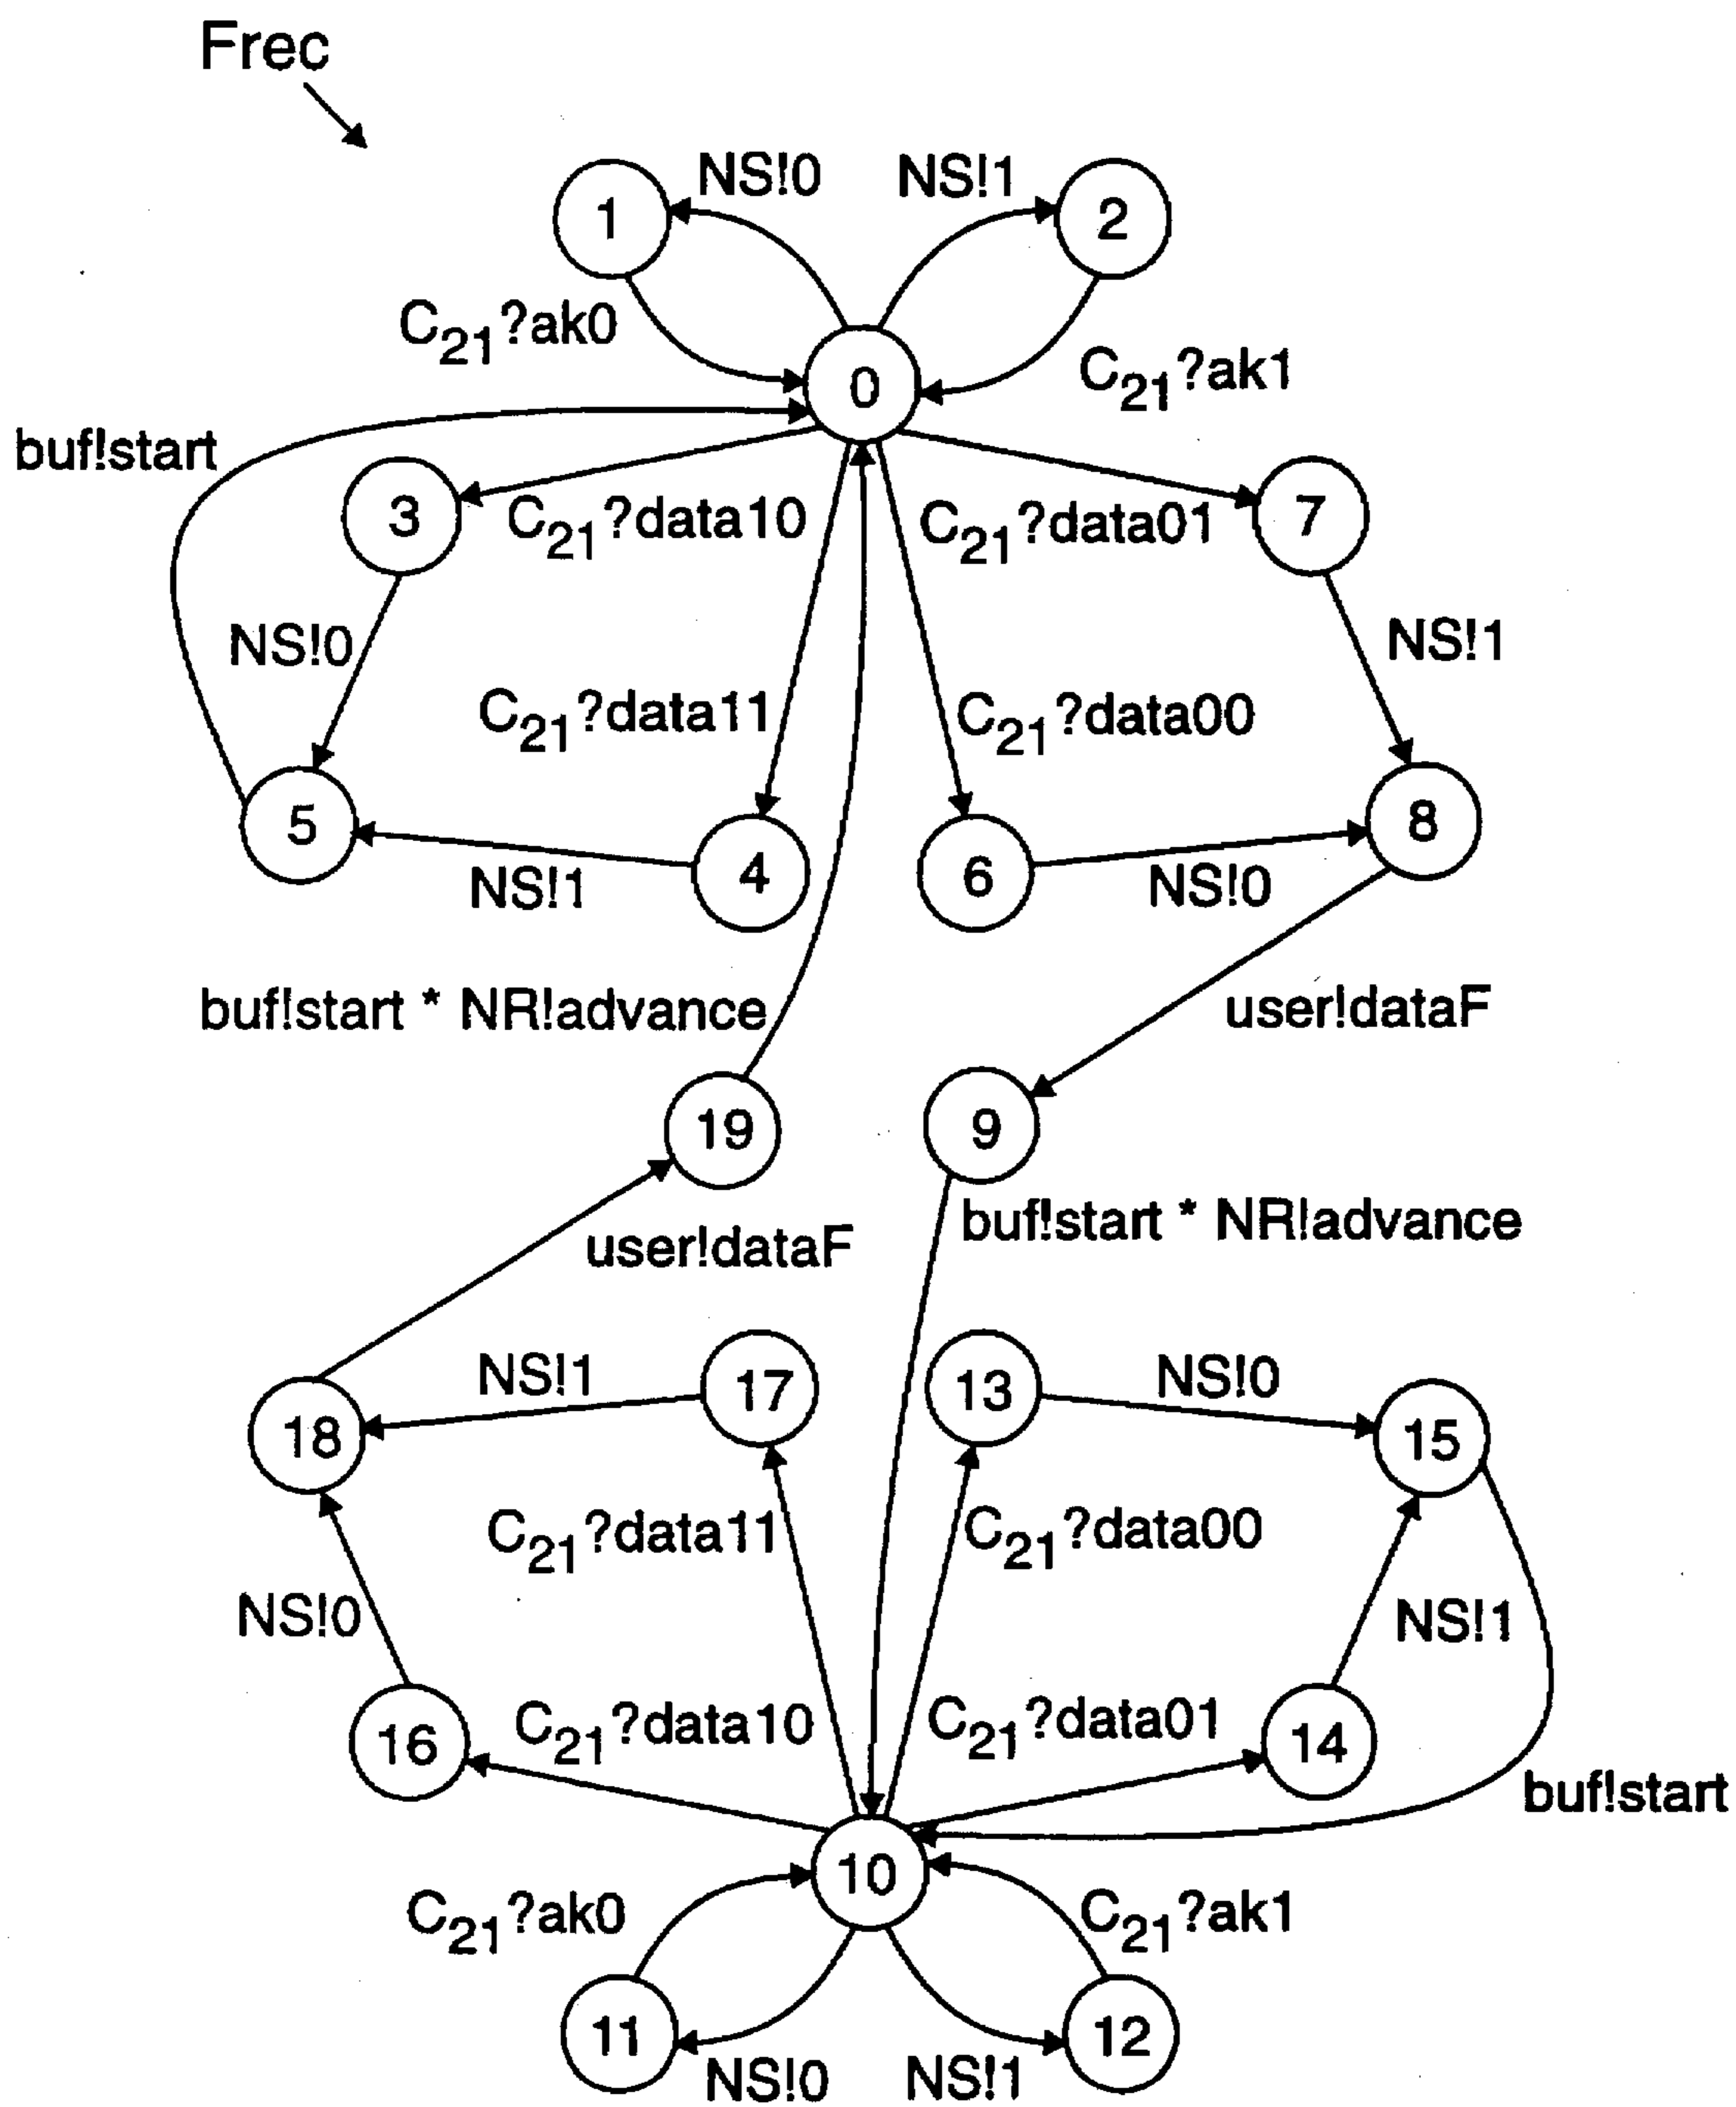 Frec
NS!0
NS!1
1
2
C21?ak0
0
C21?ak1
buf!start
3
C21?data10
C21?data01
7
NS!0
NS!1
C21?data11
C21?data00
5
4
6
8
NS!1
NS!0
buf!start * NR!advance
user!dataF
19
9
user!dataF
buf!start * NR!advance
NS!1
17
13
NS!0
18
15
C21?data11
C21?data00
NS!0
NS!1
16
C21?data10
C21?data01
14
buf!start
10
C21?ak0
C21?ak1
11
12
NS!0
NS!1